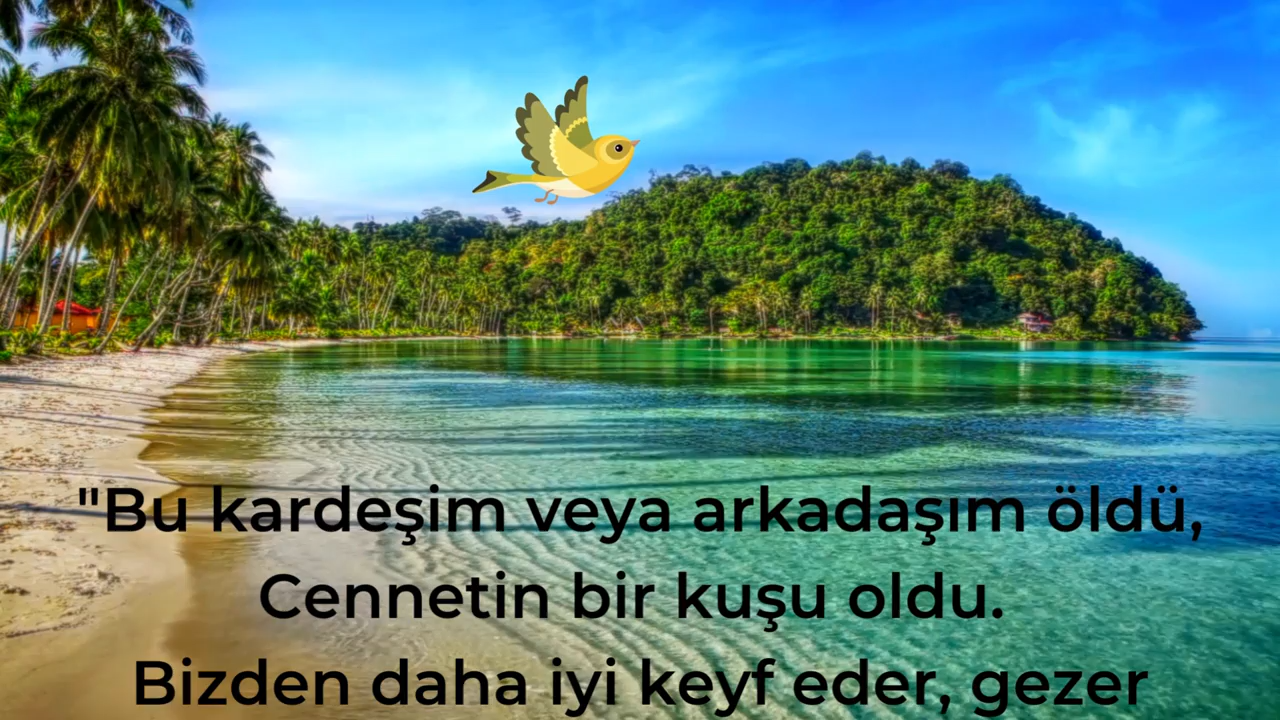 "Bu kardeşim veya arkadaşım öldü,
Cennetin bir kuşu oldu.
Bizden daha iyi keyf eder, gezer